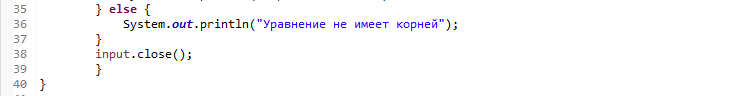 35 } else {
36 System.out.println("Уравнение не имеет корней");
37 }
38 input.close();
39 }
40 }